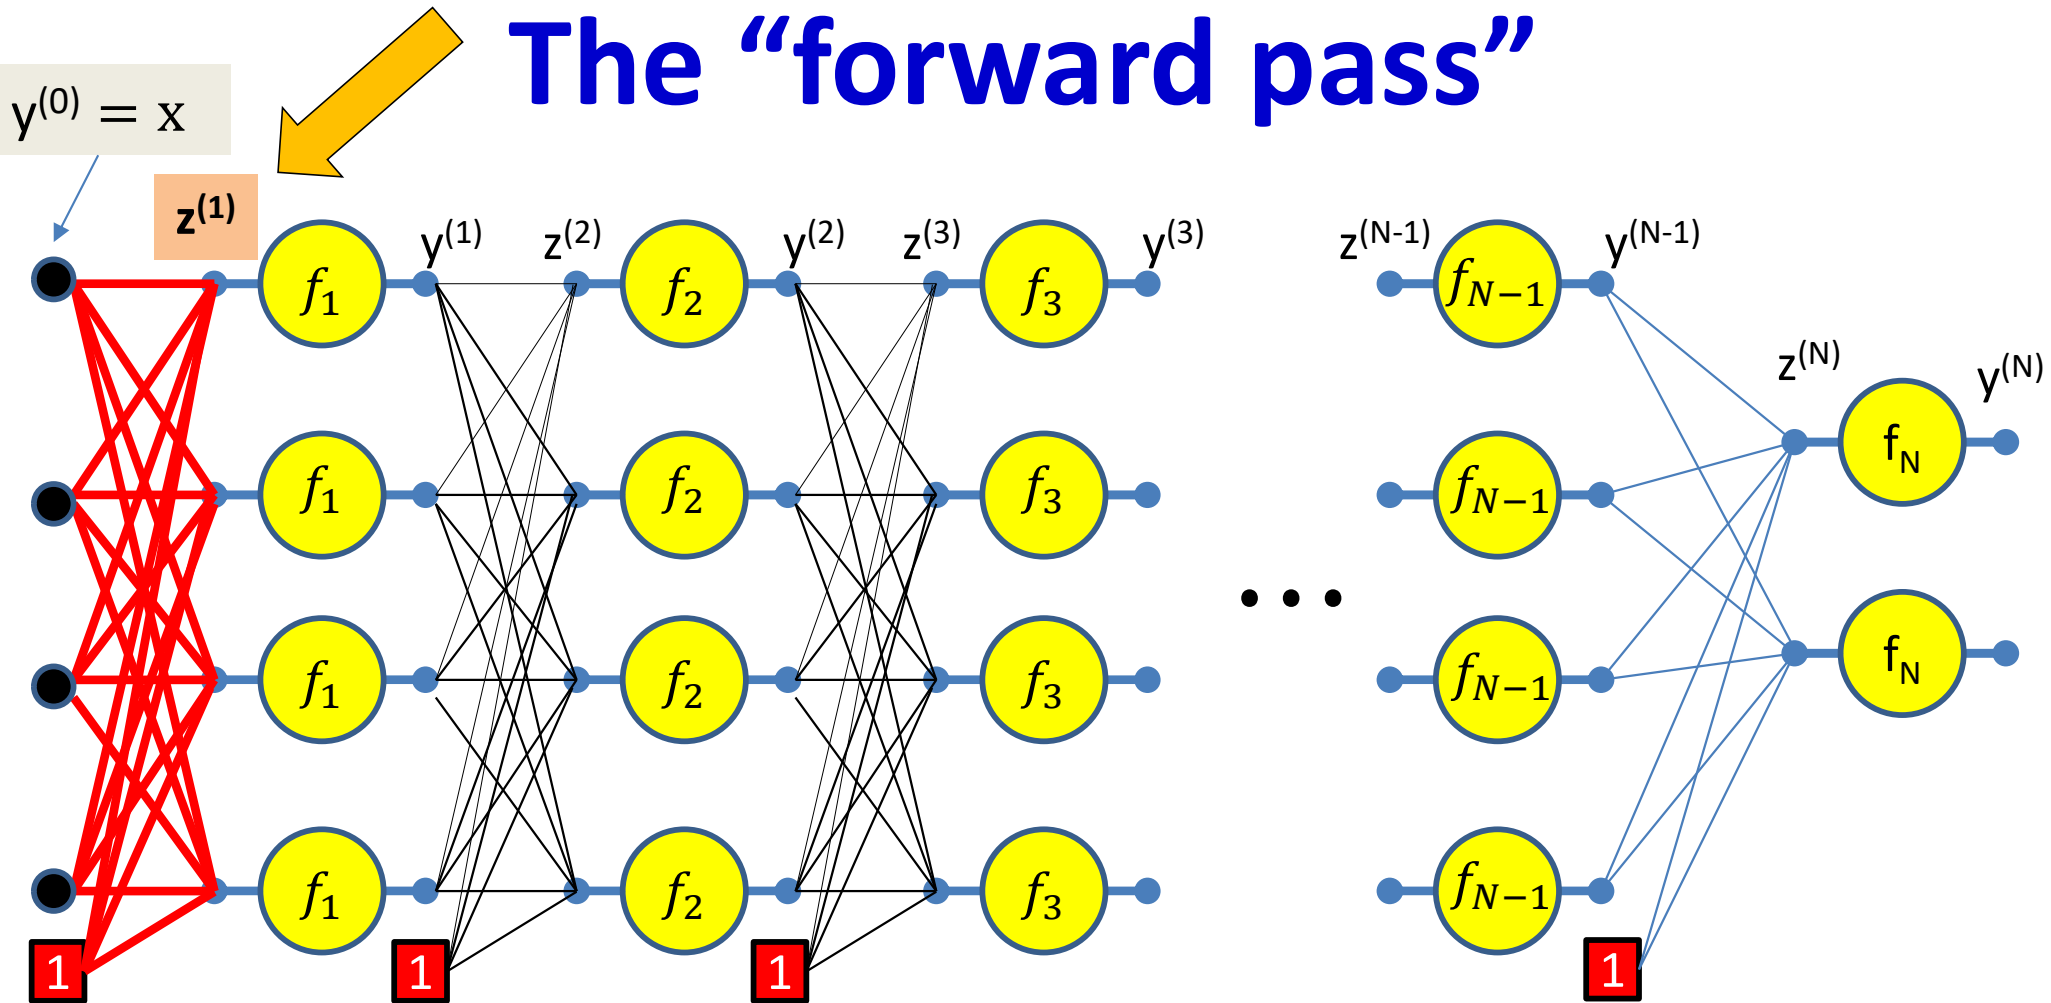 The “forward pass”
y(0) = x
z(1)
y(1) z(2) y(2) z(3) y(3) z(N-1) y(N-1)
f1 f2 f3 fN−1
z(N) y(N)
fN
f1 f2 f3 fN−1
• • •
f1 f2 f3 fN−1
fN
f1 f2 f3 fN−1
1 1 1 1